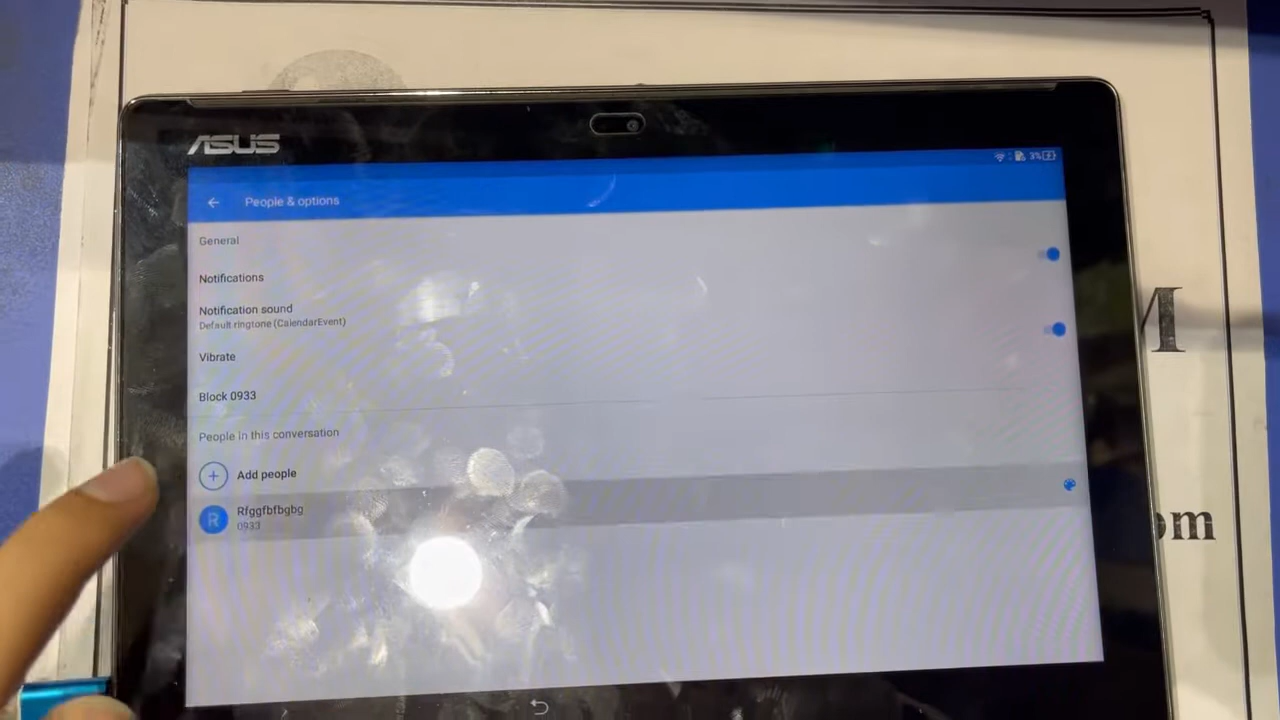 ASUS
3%
People & options
General
Notifications
Notification sound
Default ringtone (CalendarEvent)
Vibrate
Block 0933
People in this conversation
Add people
R
Rfggfbfbgbg
0933
M
om